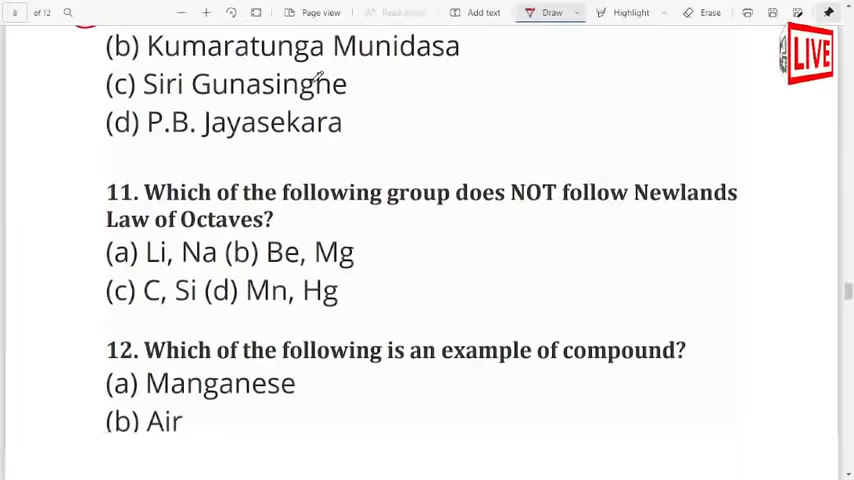 8 of 12 Page view Read aloud Add text Draw Highlight Erase
LIVE
(b) Kumaratunga Munidasa
(c) Siri Gunasinghe
(d) P.B. Jayasekara
11. Which of the following group does NOT follow Newlands
Law of Octaves?
(a) Li, Na (b) Be, Mg
(c) C, Si (d) Mn, Hg
12. Which of the following is an example of compound?
(a) Manganese
(b) Air